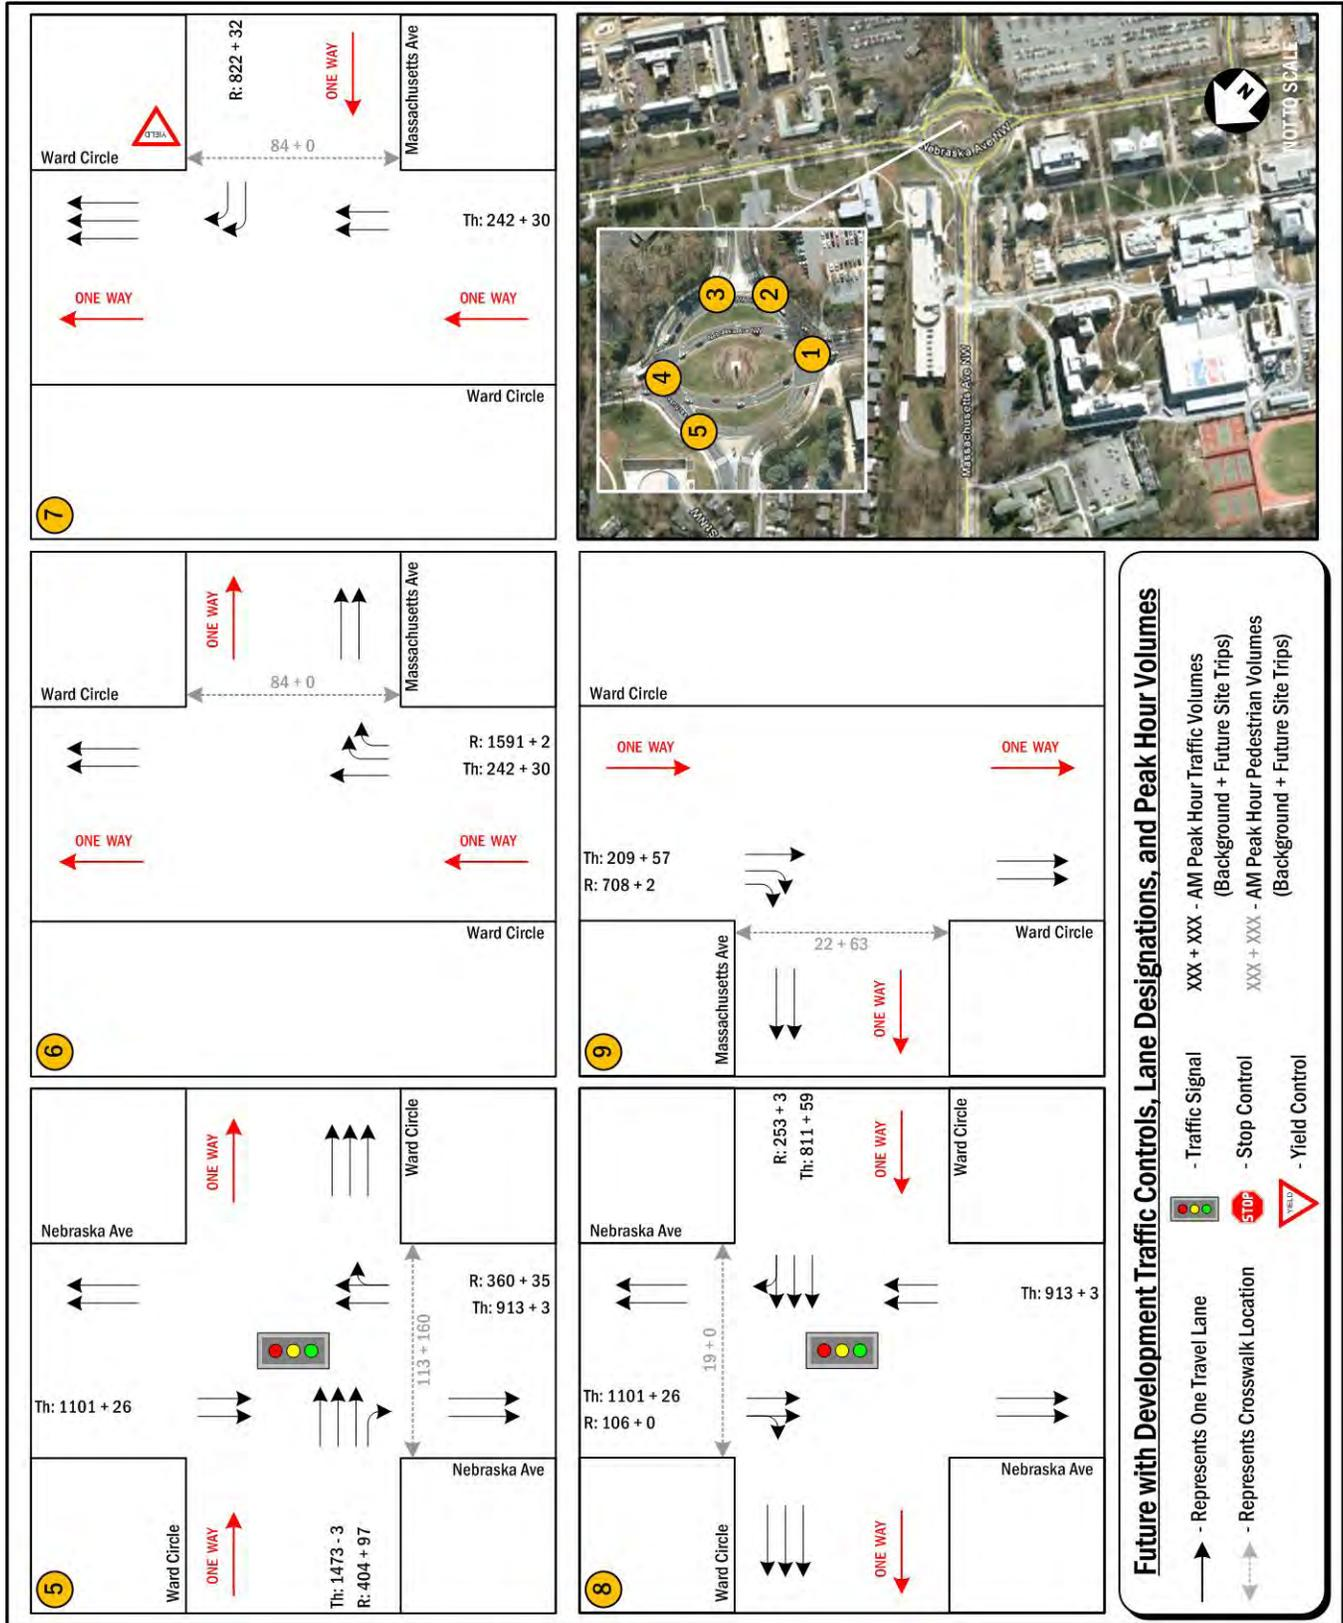 5
Nebraska Ave
Ward Circle
Th: 1101 + 26
Th: 1473 - 3
R: 404 + 97
R: 360 + 35
Th: 913 + 3
113 + 160
ONE WAY
ONE WAY
Ward Circle
Nebraska Ave
6
Ward Circle
Ward Circle
Massachusetts Ave
84 + 0
R: 1591 + 2
Th: 242 + 30
ONE WAY
ONE WAY
ONE WAY
7
Ward Circle
Ward Circle
Massachusetts Ave
YIELD
R: 822 + 32
84 + 0
Th: 242 + 30
ONE WAY
ONE WAY
ONE WAY
8
Nebraska Ave
Ward Circle
R: 253 + 3
Th: 811 + 59
19 + 0
Th: 1101 + 26
R: 106 + 0
Th: 913 + 3
ONE WAY
ONE WAY
Ward Circle
Nebraska Ave
9
Ward Circle
Massachusetts Ave
Th: 209 + 57
R: 708 + 2
22 + 63
ONE WAY
ONE WAY
ONE WAY
Ward Circle
1
2
3
4
5
Nebraska Ave NW
Massachusetts Ave NW
N
NOT TO SCALE
Future with Development Traffic Controls, Lane Designations, and Peak Hour Volumes
- Represents One Travel Lane
- Represents Crosswalk Location
- Traffic Signal
STOP - Stop Control
YIELD - Yield Control
XXX + XXX - AM Peak Hour Traffic Volumes
(Background + Future Site Trips)
XXX + XXX - AM Peak Hour Pedestrian Volumes
(Background + Future Site Trips)